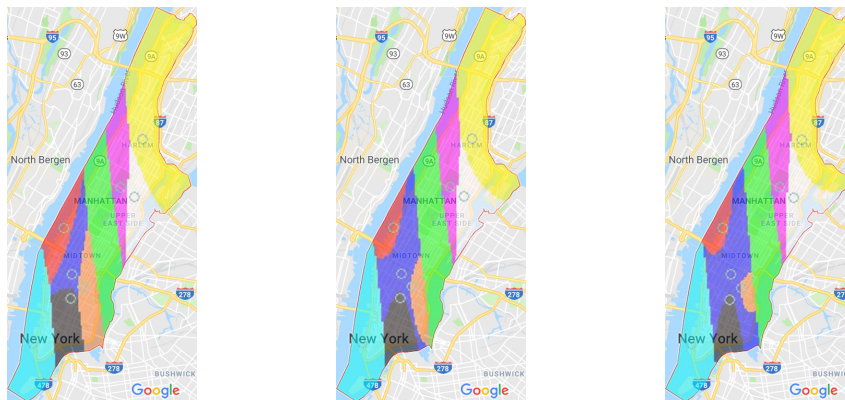 95
9W
93
9A
63
87
HARLEM
North Bergen
9A
MANHATTAN
UPPER
EAST SIDE
MIDTOWN
278
New York
278
BUSHWICK
478
Google
95
9W
93
9A
63
87
HARLEM
North Bergen
9A
MANHATTAN
UPPER
EAST SIDE
MIDTOWN
278
New York
278
BUSHWICK
478
Google
95
9W
93
9A
63
87
HARLEM
North Bergen
9A
MANHATTAN
UPPER
EAST SIDE
MIDTOWN
278
New York
278
BUSHWICK
478
Google